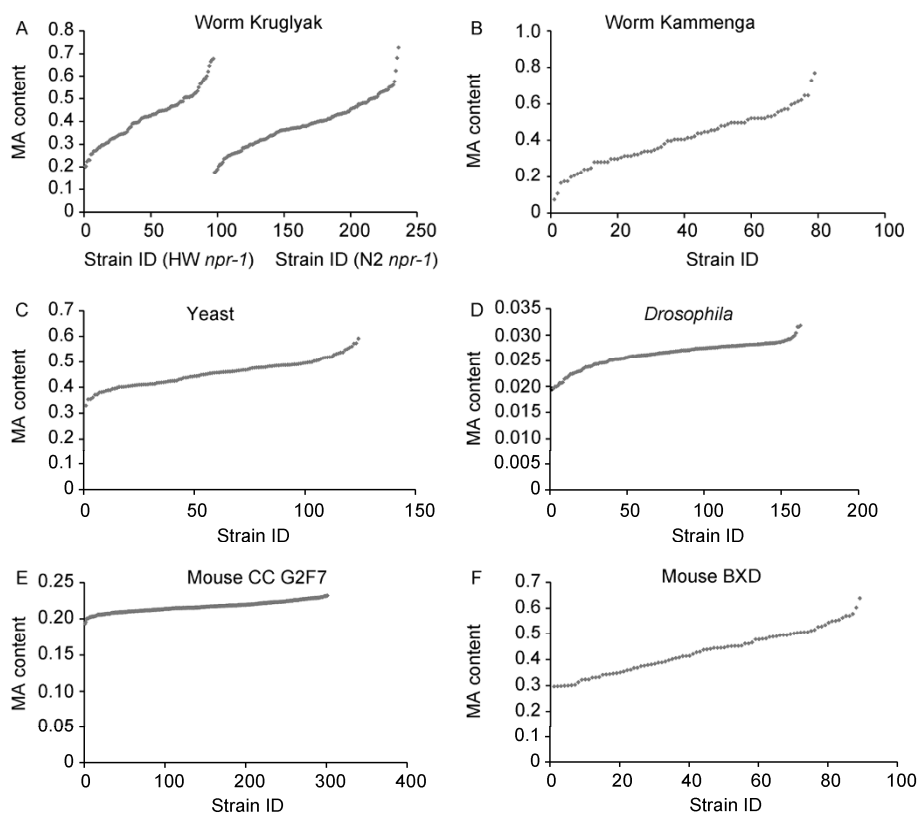 A Worm Kruglyak
MA content
0.8
0.7
0.6
0.5
0.4
0.3
0.2
0.1
0
0 50 100 150 200 250
Strain ID (HW npr-1) Strain ID (N2 npr-1)
B Worm Kammenga
MA content
1.0
0.8
0.6
0.4
0.2
0
0 20 40 60 80 100
Strain ID
C Yeast
MA content
0.7
0.6
0.5
0.4
0.3
0.2
0.1
0
0 50 100 150
Strain ID
D Drosophila
MA content
0.035
0.030
0.025
0.020
0.015
0.010
0.005
0
0 50 100 150 200
Strain ID
E Mouse CC G2F7
MA content
0.25
0.20
0.15
0.10
0.05
0
0 100 200 300 400
Strain ID
F Mouse BXD
MA content
0.7
0.6
0.5
0.4
0.3
0.2
0.1
0
0 20 40 60 80 100
Strain ID